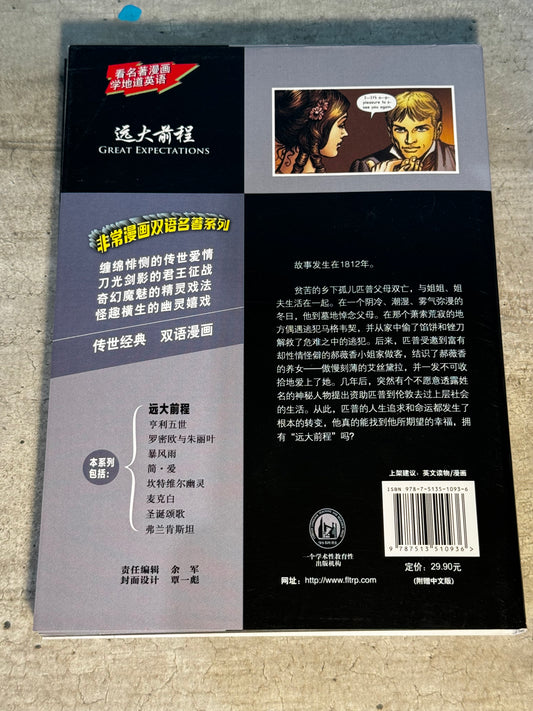 看名著漫画
学地道英语
远大前程
GREAT EXPECTATIONS
I--It's a--a--
pleasure to s-
see you again.
非常漫画双语名著系列
缠绵悱恻的传世爱情
刀光剑影的君王征战
奇幻魔魅的精灵戏法
怪趣横生的幽灵嬉戏
传世经典 双语漫画
本系列
包括：
远大前程
亨利五世
罗密欧与朱丽叶
暴风雨
简·爱
坎特维尔幽灵
麦克白
圣诞颂歌
弗兰肯斯坦
责任编辑 余 军
封面设计 覃一彪
故事发生在1812年。
贫苦的乡下孤儿匹普父母双亡，与姐姐、姐
夫生活在一起。在一个阴冷、潮湿、雾气弥漫的
冬日，他到墓地悼念父母。在那个萧索荒寂的地
方偶遇逃犯马格韦契，并从家中偷了馅饼和锉刀
解救了危难之中的逃犯。后来，匹普受邀到富有
却性情怪僻的郝薇香小姐家做客，结识了郝薇香
的养女——傲慢刻薄的艾丝黛拉，并一发不可收
拾地爱上了她。几年后，突然有个不愿意透露姓
名的神秘人物提出资助匹普到伦敦去过上层社会
的生活。从此，匹普的人生追求和命运都发生了
根本的转变，他真的能找到他所期望的幸福，拥
有“远大前程”吗？
上架建议：英文读物/漫画
ISBN 978-7-5135-1093-6
9 787513 510936 >
定价：29.90元
(附赠中文版)
一个学术性教育性
出版机构
网址：http://www.fltrp.com